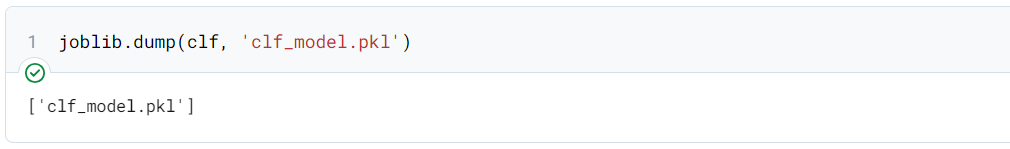 1 joblib.dump(clf, 'clf_model.pkl')
['clf_model.pkl']